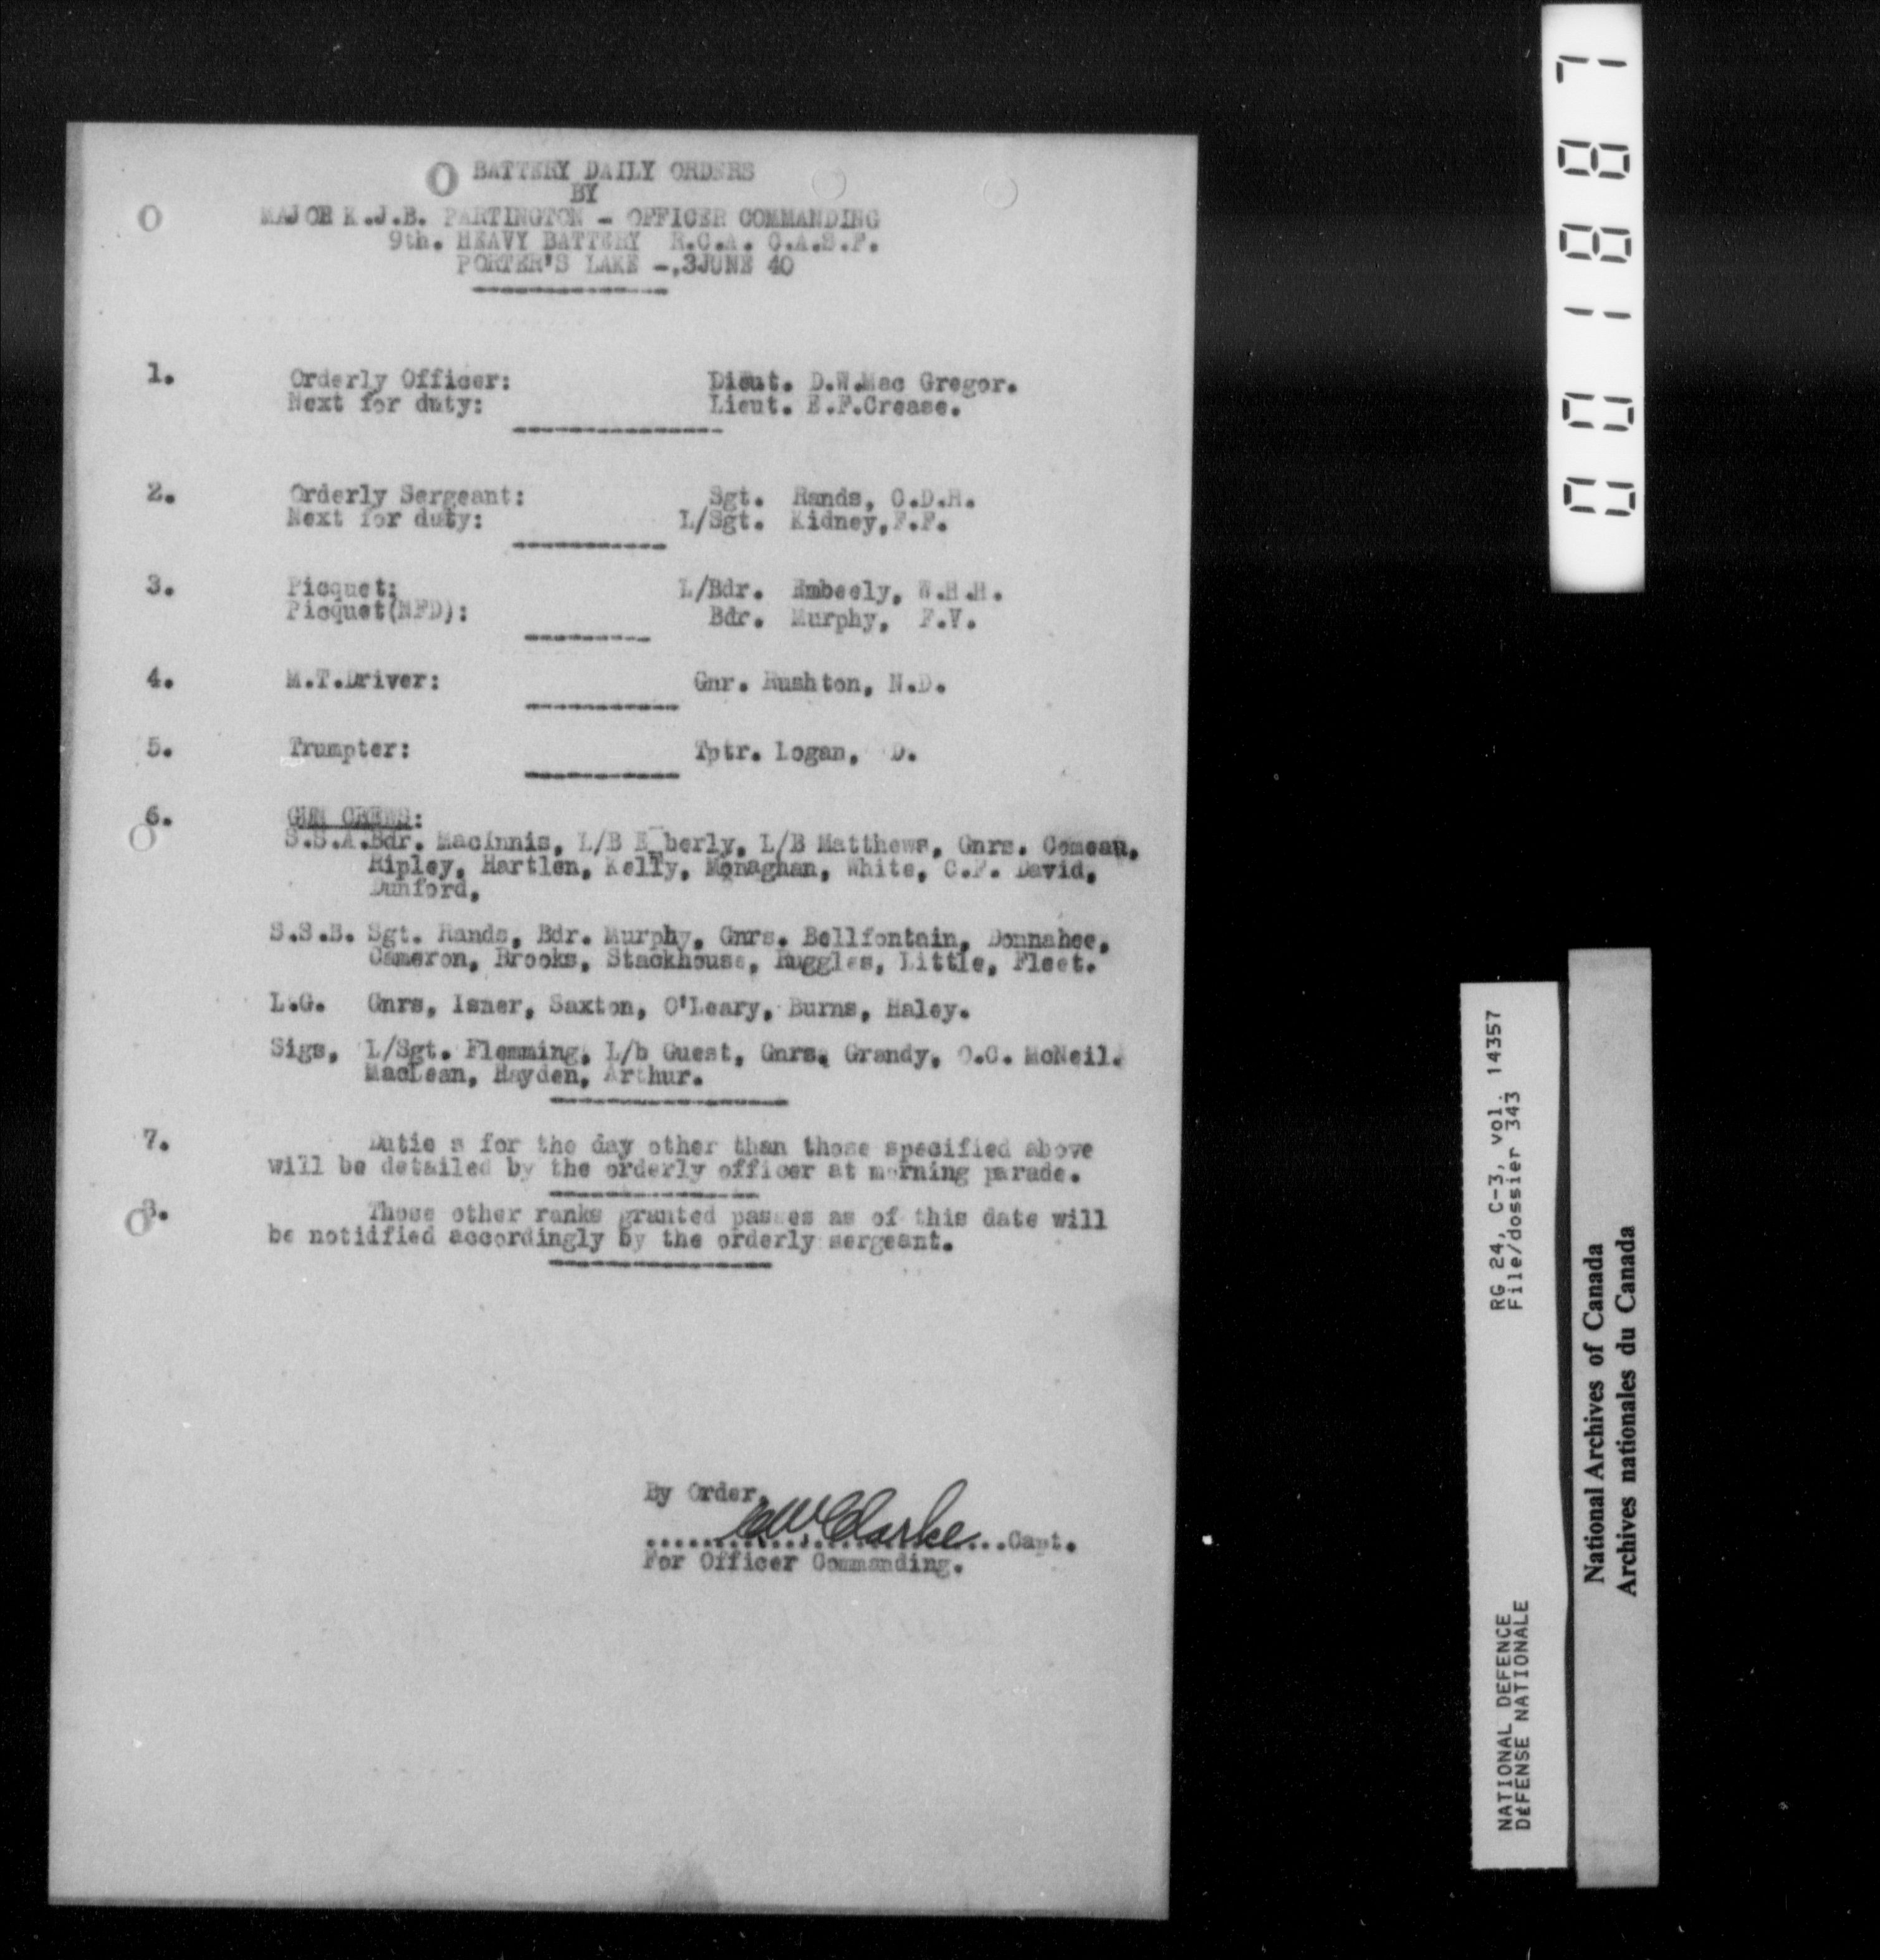 BATTERY DAILY ORDERS
BY
MAJOR K.J.B. PARTINGTON - OFFICER COMMANDING
9th. HEAVY BATTERY R.C.A. C.A.S.F.
PORTER'S LAKE -,3JUNE 40
1. Orderly Officer: Lieut. D.W.Mac Gregor.
Next for duty: Lieut. E.F.Crease.
2. Orderly Sergeant: Sgt. Rands, C.D.R.
Next for duty: L/Sgt. Kidney,F.F.
3. Picquet: L/Bdr. W.R.H.
Picquet(NFD): Bdr. Murphy, F.V.
4. M.T.Driver: Gnr. Rushton, N.D.
5. Trumpter: Tptr. Logan, D.
6. GUN CREWS:
S.S.A.Bdr. MacInnis, L/B E berly, L/B Matthews, Gnrs. Comeau,
Ripley, Hartlen, Kelly, Monaghan, White, C.F. David,
Dunford,
S.S.B. Sgt. Rands, Bdr. Murphy, Gnrs. Bellfontain, Donnahee,
Cameron, Brooks, Stackhouse, Ruggles, Little, Fleet.
L.G. Gnrs, Isner, Saxton, O'Leary, Burns, Haley.
Sigs, L/Sgt. Flemming, L/b Guest, Gnrs. Grandy, O.C. McNeil.
MacLean, Hayden, Arthur.
7. Dutie s for the day other than those specified above
will be detailed by the orderly officer at morning parade.
8. Those other ranks granted passes as of this date will
be notidfied accordingly by the orderly sergeant.
By Order,
CWClarke Capt.
For Officer Commanding.
001887
RG 24, C-3, vol. 14357
File/dossier 343
NATIONAL DEFENCE
DÉFENSE NATIONALE
National Archives of Canada
Archives nationales du Canada